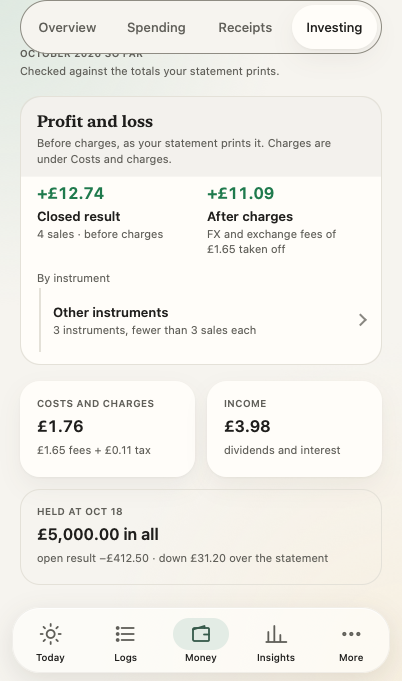 Overview
Spending
Receipts
Investing
OCTOBER 2026 SO FAR
Checked against the totals your statement prints.
Profit and loss
Before charges, as your statement prints it. Charges are
under Costs and charges.
+£12.74
Closed result
4 sales · before charges
+£11.09
After charges
FX and exchange fees of
£1.65 taken off
By instrument
Other instruments
3 instruments, fewer than 3 sales each
COSTS AND CHARGES
£1.76
£1.65 fees + £0.11 tax
INCOME
£3.98
dividends and interest
HELD AT OCT 18
£5,000.00 in all
open result −£412.50 · down £31.20 over the statement
Today
Logs
Money
Insights
More